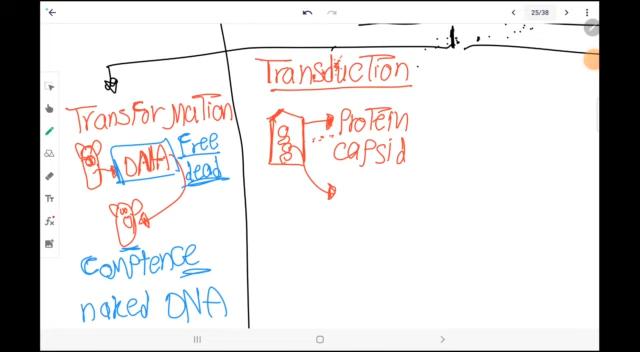 25/38
Transduction
Transformation
DNA
Free
dead
Protein
capsid
Comptence
naked DNA